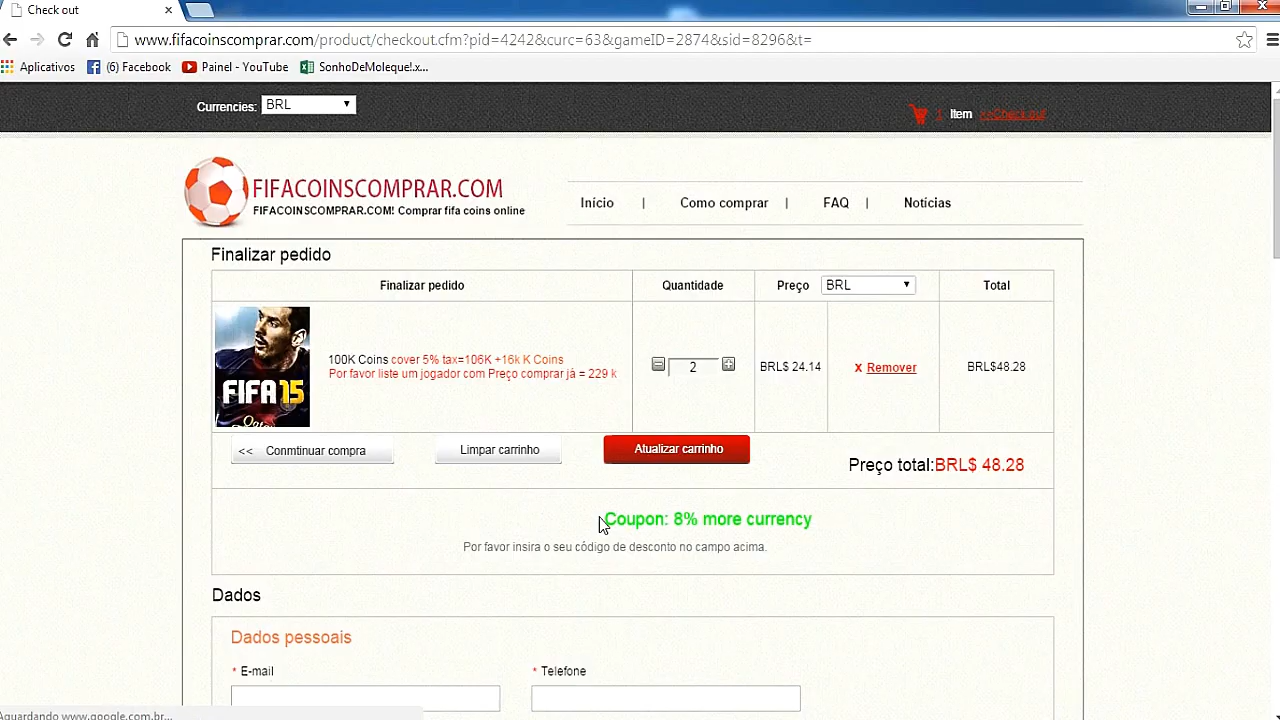 Check out
www.fifacoinscomprar.com/product/checkout.cfm?pid=4242&curc=63&gameID=2874&sid=8296&t=
Aplicativos (6) Facebook Painel - YouTube SonhoDeMoleque!.x...
Currencies: BRL
1 Item >>Check out
FIFACOINSCOMPRAR.COM
FIFACOINSCOMPRAR.COM! Comprar fifa coins online
Início | Como comprar | FAQ | Notícias
Finalizar pedido
Finalizar pedido Quantidade Preço BRL Total
100K Coins cover 5% tax=106K +16k K Coins
Por favor liste um jogador com Preço comprar já = 229 k
2 BRL$ 24.14 x Remover BRL$48.28
FIFA 15
<< Conmtinuar compra Limpar carrinho Atualizar carrinho
Preço total:BRL$ 48.28
Coupon: 8% more currency
Por favor insira o seu código de desconto no campo acima.
Dados
Dados pessoais
* E-mail * Telefone
Aguardando www.google.com.br...